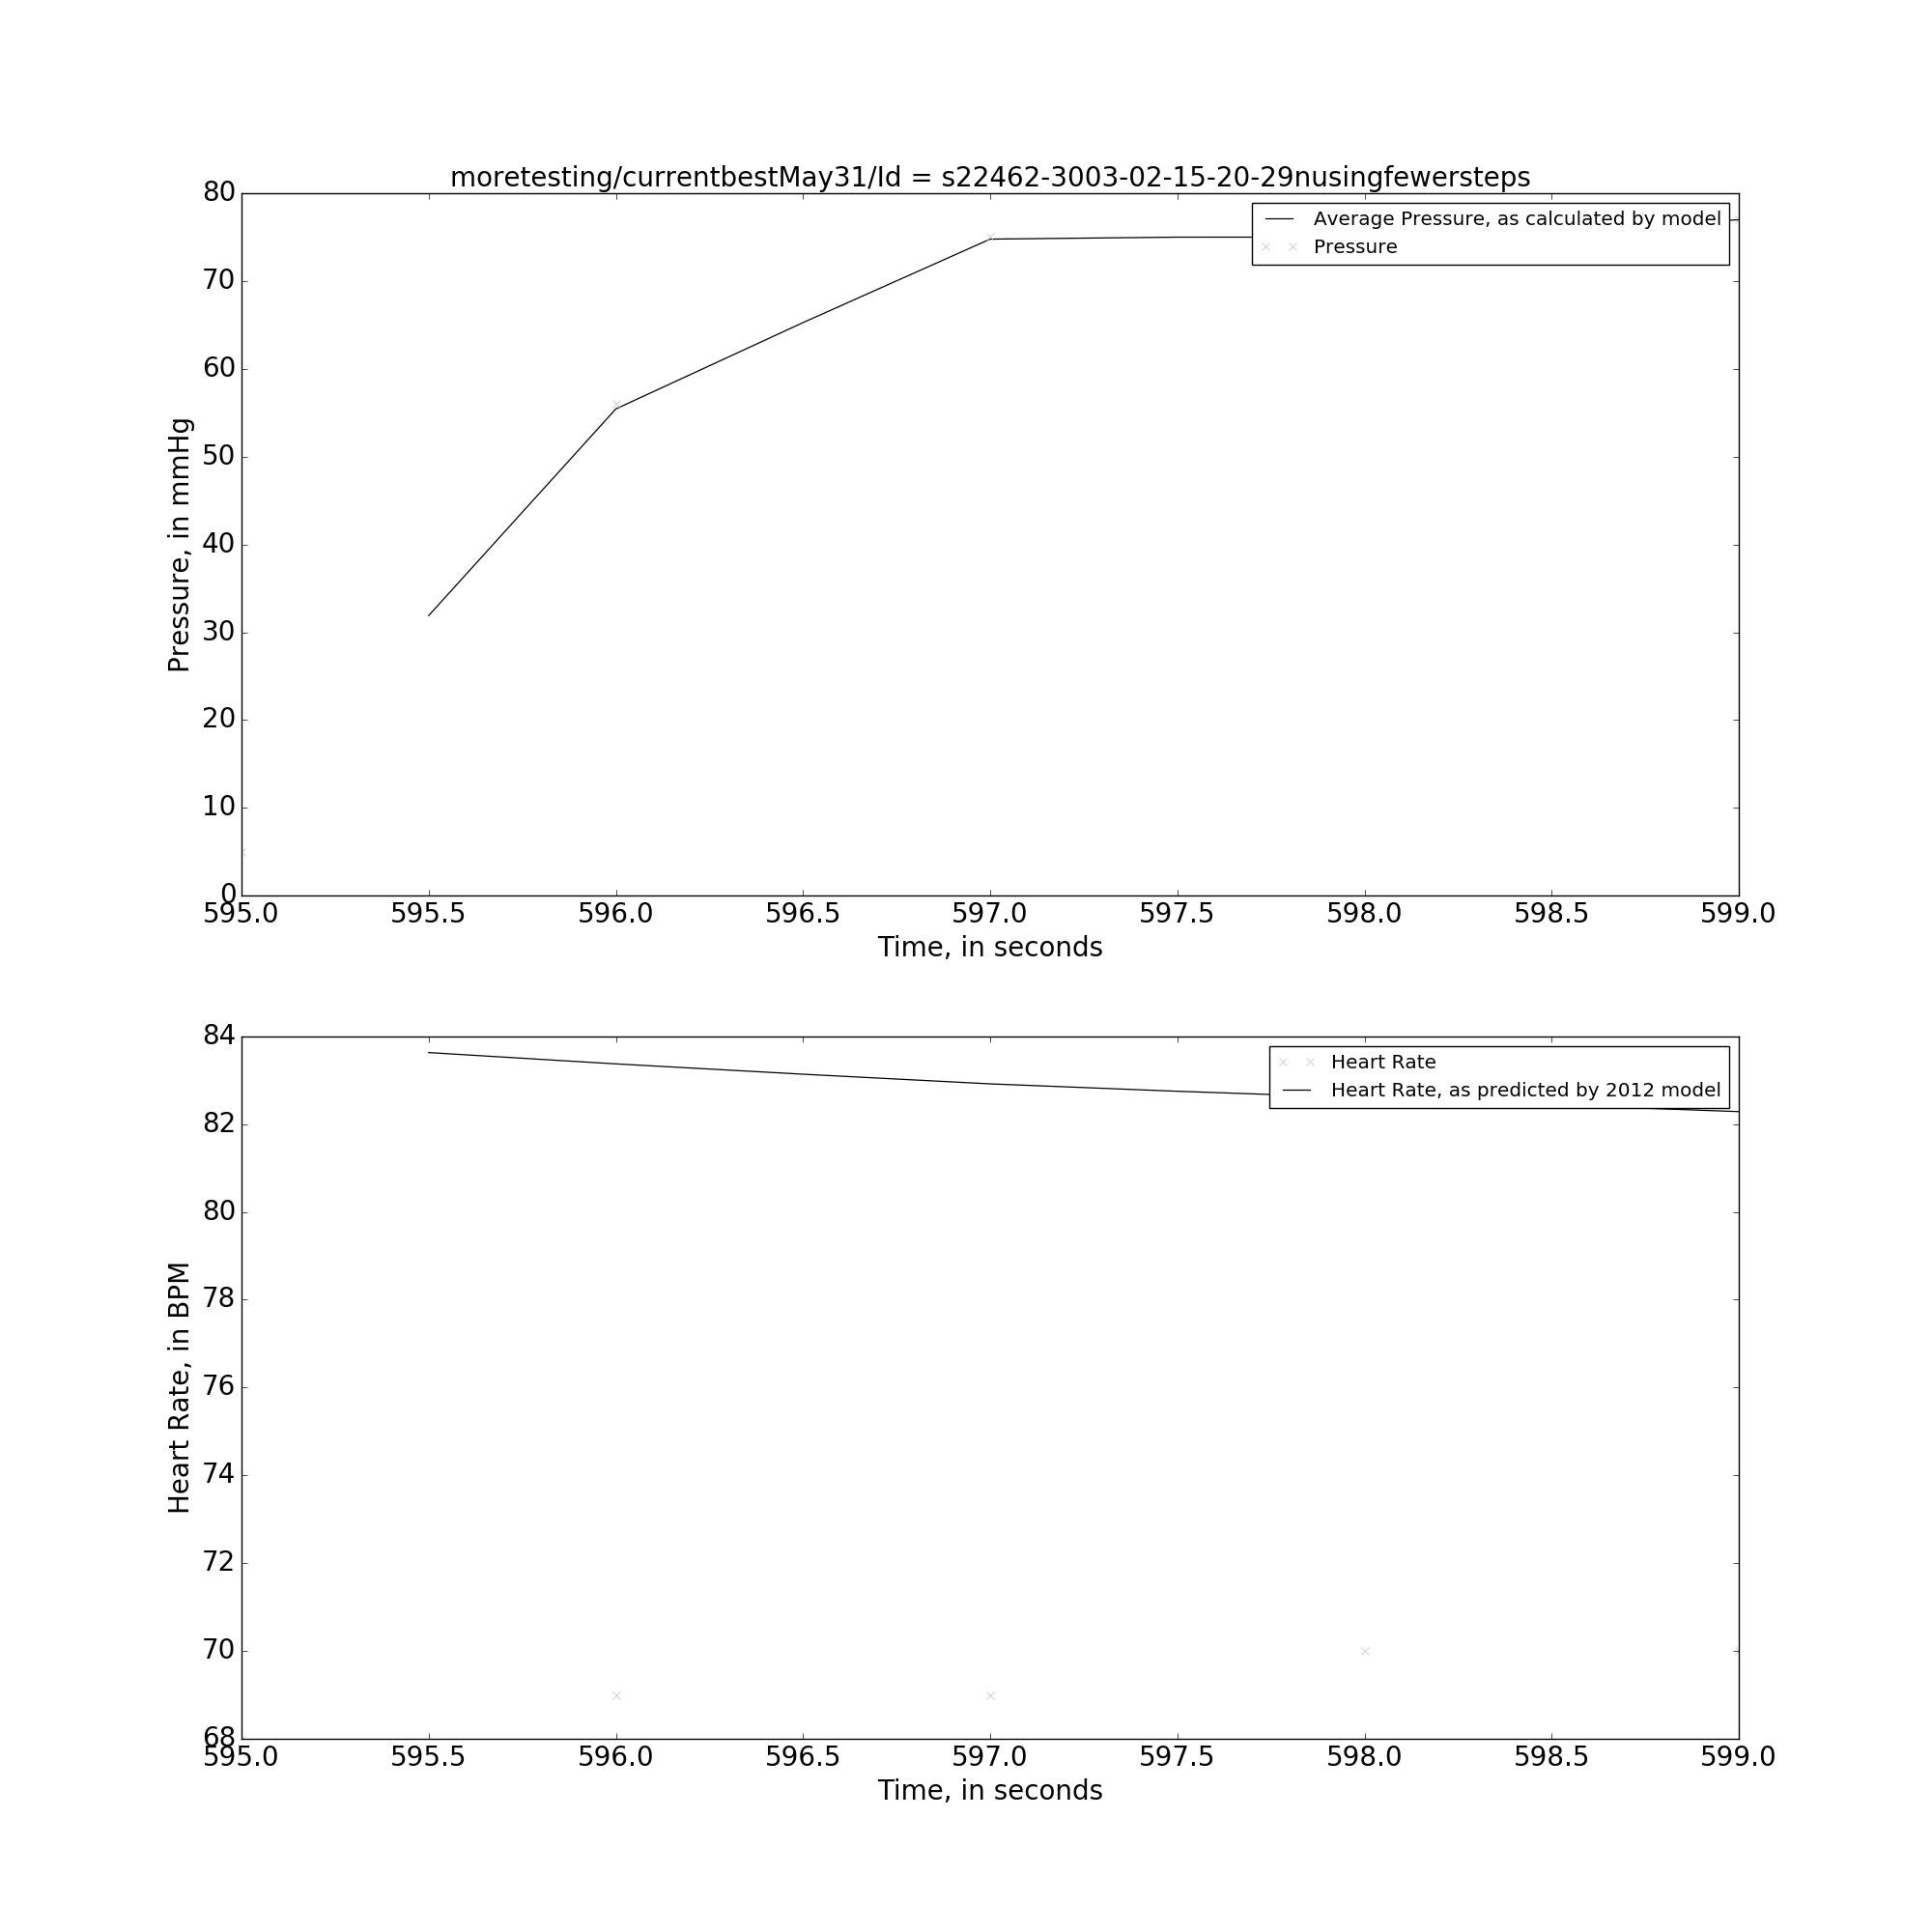 moretesting/currentbestMay31/Id = s22462-3003-02-15-20-29nusingfewersteps
80
70
60
50
40
30
20
10
0
Pressure, in mmHg
Average Pressure, as calculated by model
Pressure
595.0 595.5 596.0 596.5 597.0 597.5 598.0 598.5 599.0
Time, in seconds
84
82
80
78
76
74
72
70
68
Heart Rate, in BPM
Heart Rate
Heart Rate, as predicted by 2012 model
595.0 595.5 596.0 596.5 597.0 597.5 598.0 598.5 599.0
Time, in seconds